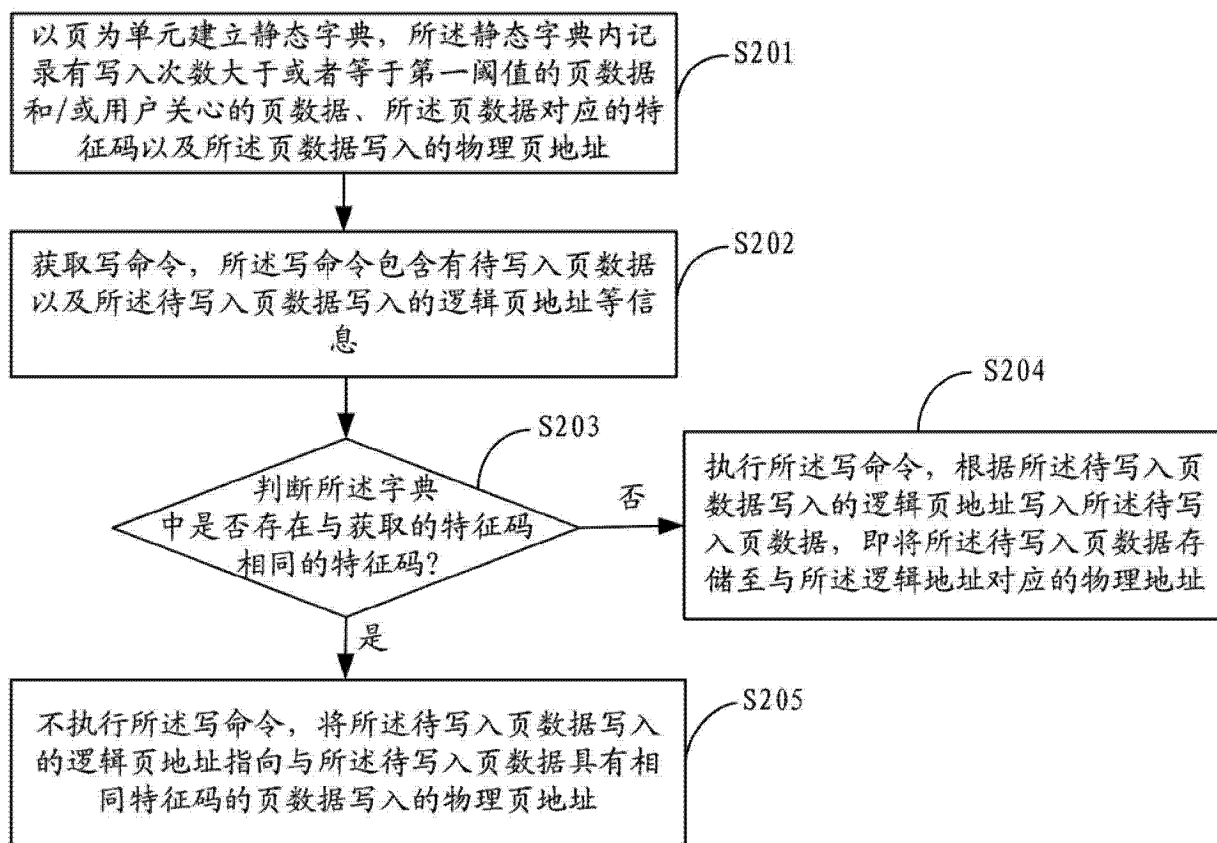 以页为单元建立静态字典，所述静态字典内记
录有写入次数大于或者等于第一阈值的页数据
和/或用户关心的页数据、所述页数据对应的特
征码以及所述页数据写入的物理页地址
S201
获取写命令，所述写命令包含有待写入页数据
以及所述待写入页数据写入的逻辑页地址等信
息
S202
判断所述字典
中是否存在与获取的特征码
相同的特征码？
S203
否
执行所述写命令，根据所述待写入页
数据写入的逻辑页地址写入所述待写
入页数据，即将所述待写入页数据存
储至与所述逻辑地址对应的物理地址
S204
是
不执行所述写命令，将所述待写入页数据写入
的逻辑页地址指向与所述待写入页数据具有相
同特征码的页数据写入的物理页地址
S205